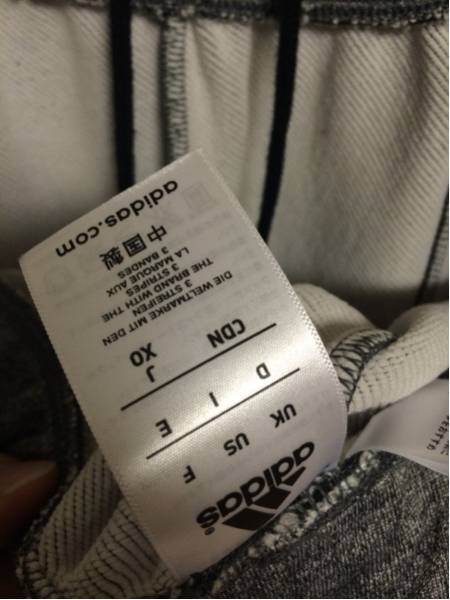 adidas®
UK US F
D I E
CDN J
XO
DIE WELTMARKE MIT DEN
3 STREIFEN
THE BRAND WITH THE
3 STRIPES
LA MARQUE AUX
3 BANDES
中国製
adidas.com